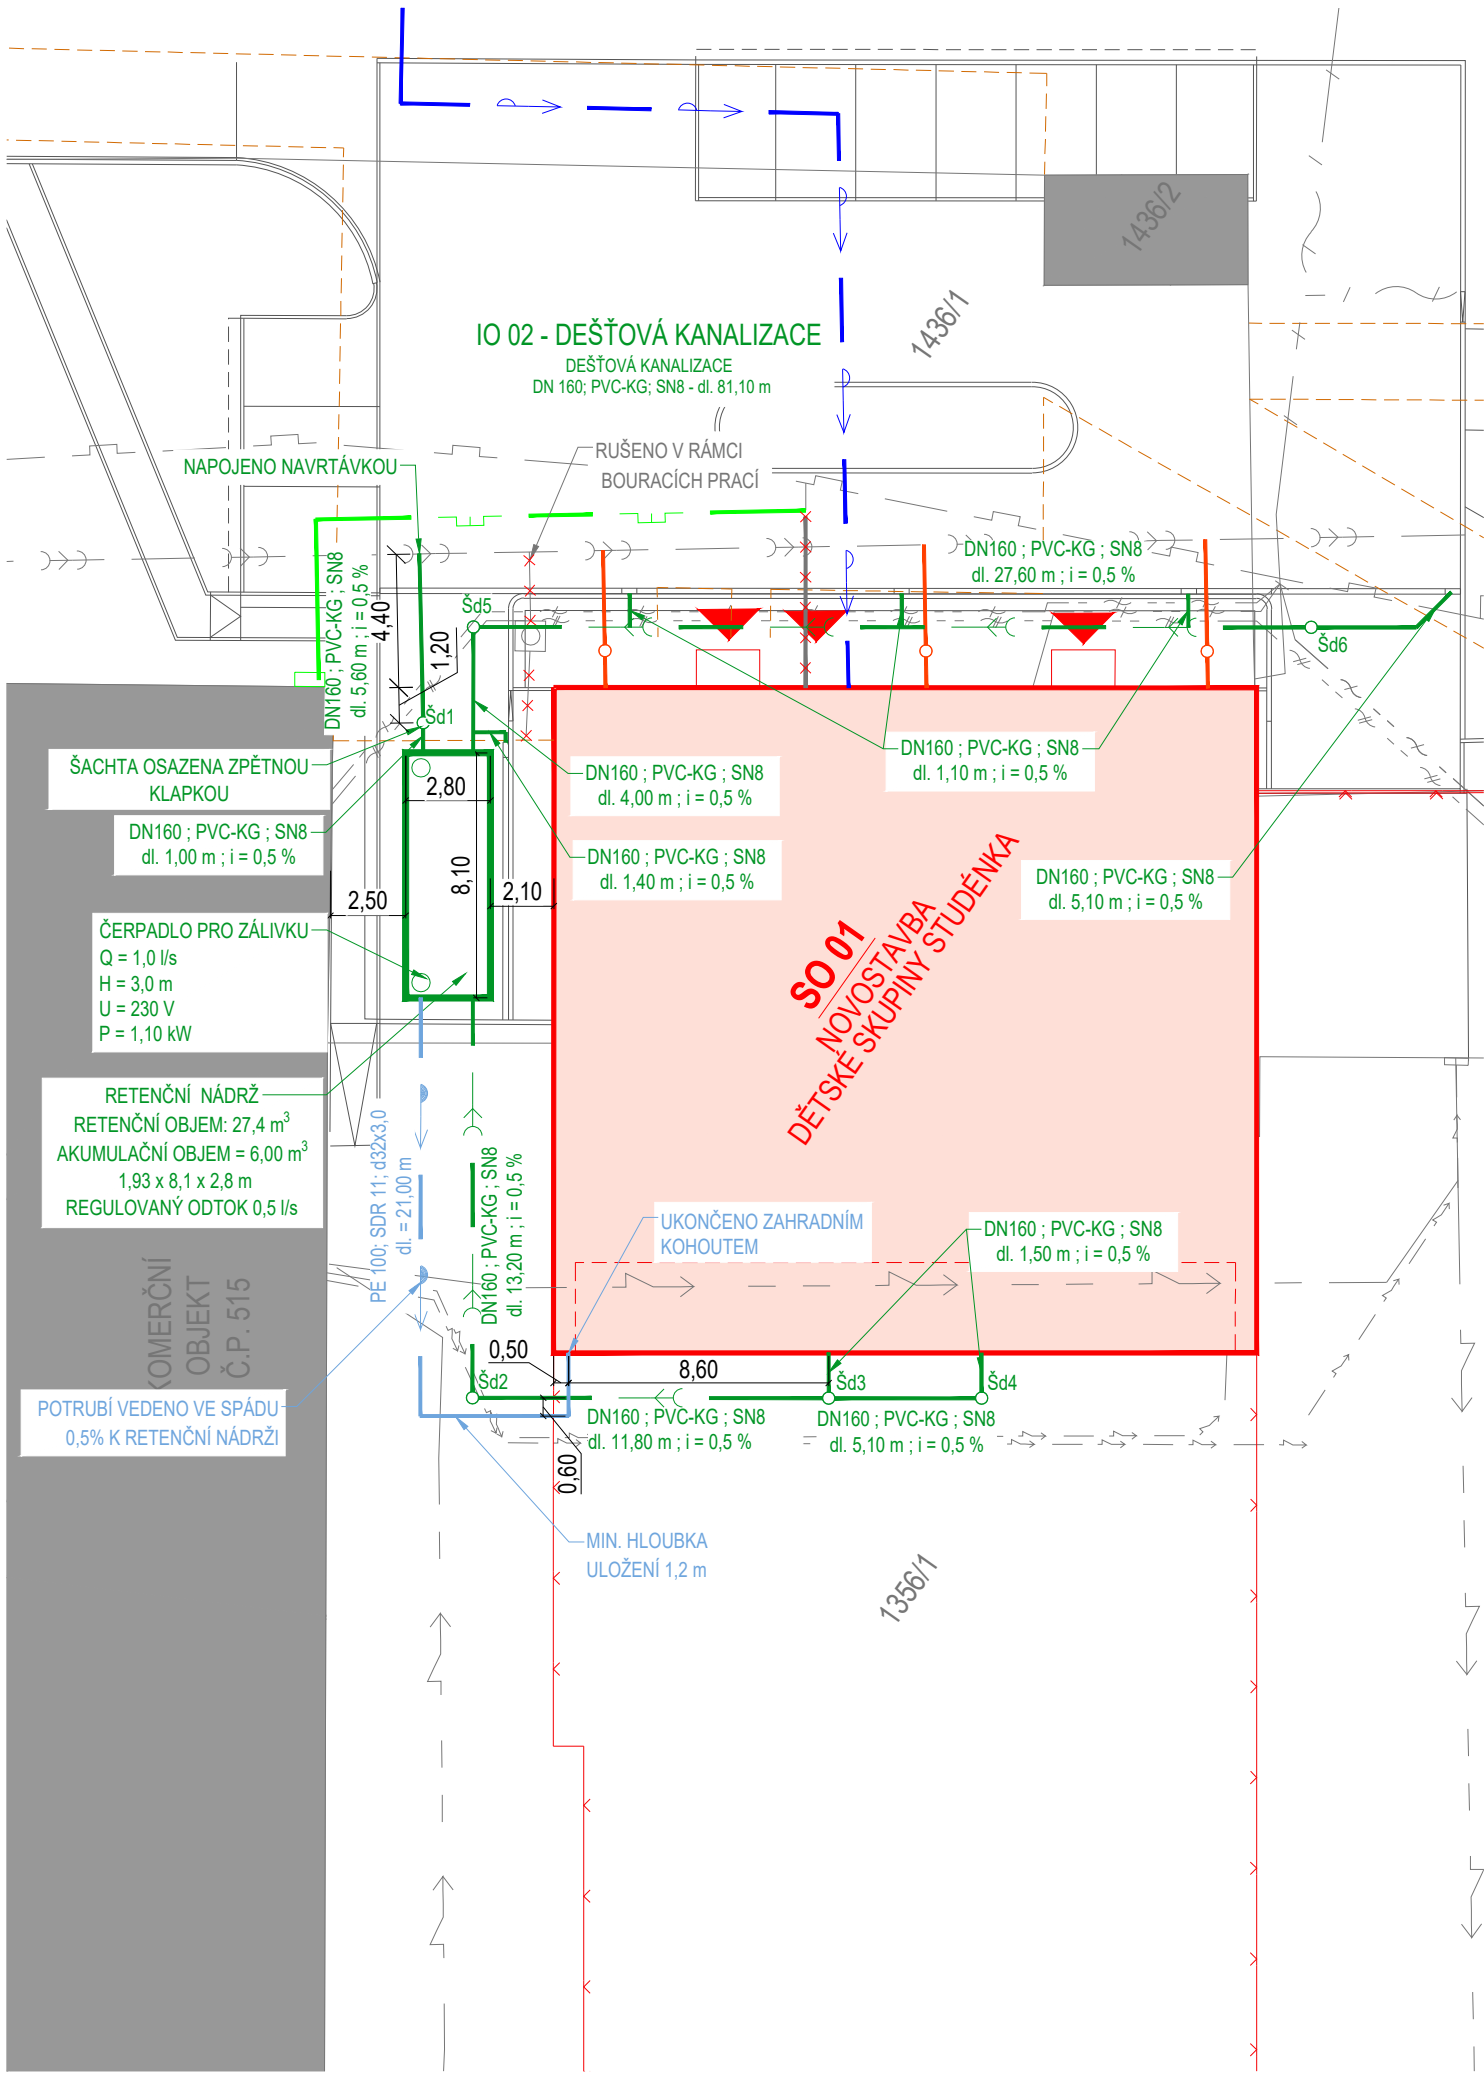 1436/2
1436/1
IO 02 - DEŠŤOVÁ KANALIZACE
DEŠŤOVÁ KANALIZACE
DN 160; PVC-KG; SN8 - dl. 81,10 m
RUŠENO V RÁMCI
BOURACÍCH PRACÍ
NAPOJENO NAVRTÁVKOU
DN160 ; PVC-KG ; SN8
dl. 27,60 m ; i = 0,5 %
DN160 ; PVC-KG ; SN8
dl. 5,60 m ; i = 0,5 %
4,40
1,20
Šd5
Šd6
Šd1
ŠACHTA OSAZENA ZPĚTNOU
KLAPKOU
DN160 ; PVC-KG ; SN8
dl. 1,00 m ; i = 0,5 %
2,80
8,10
2,50
2,10
DN160 ; PVC-KG ; SN8
dl. 4,00 m ; i = 0,5 %
DN160 ; PVC-KG ; SN8
dl. 1,40 m ; i = 0,5 %
DN160 ; PVC-KG ; SN8
dl. 1,10 m ; i = 0,5 %
DN160 ; PVC-KG ; SN8
dl. 5,10 m ; i = 0,5 %
ČERPADLO PRO ZÁLIVKU
Q = 1,0 l/s
H = 3,0 m
U = 230 V
P = 1,10 kW
SO 01
NOVOSTAVBA
DĚTSKÉ SKUPINY STUDÉNKA
RETENČNÍ NÁDRŽ
RETENČNÍ OBJEM: 27,4 m³
AKUMULAČNÍ OBJEM = 6,00 m³
1,93 x 8,1 x 2,8 m
REGULOVANÝ ODTOK 0,5 l/s
PE 100; SDR 11; d32x3,0
dl. = 21,00 m
DN160 ; PVC-KG ; SN8
dl. 13,20 m ; i = 0,5 %
UKONČENO ZAHRADNÍM
KOHOUTEM
DN160 ; PVC-KG ; SN8
dl. 1,50 m ; i = 0,5 %
KOMERČNÍ
OBJEKT
Č.P. 515
0,50
8,60
Šd2
Šd3
Šd4
POTRUBÍ VEDENO VE SPÁDU
0,5% K RETENČNÍ NÁDRŽI
DN160 ; PVC-KG ; SN8
dl. 11,80 m ; i = 0,5 %
DN160 ; PVC-KG ; SN8
dl. 5,10 m ; i = 0,5 %
0,60
MIN. HLOUBKA
ULOŽENÍ 1,2 m
1356/1